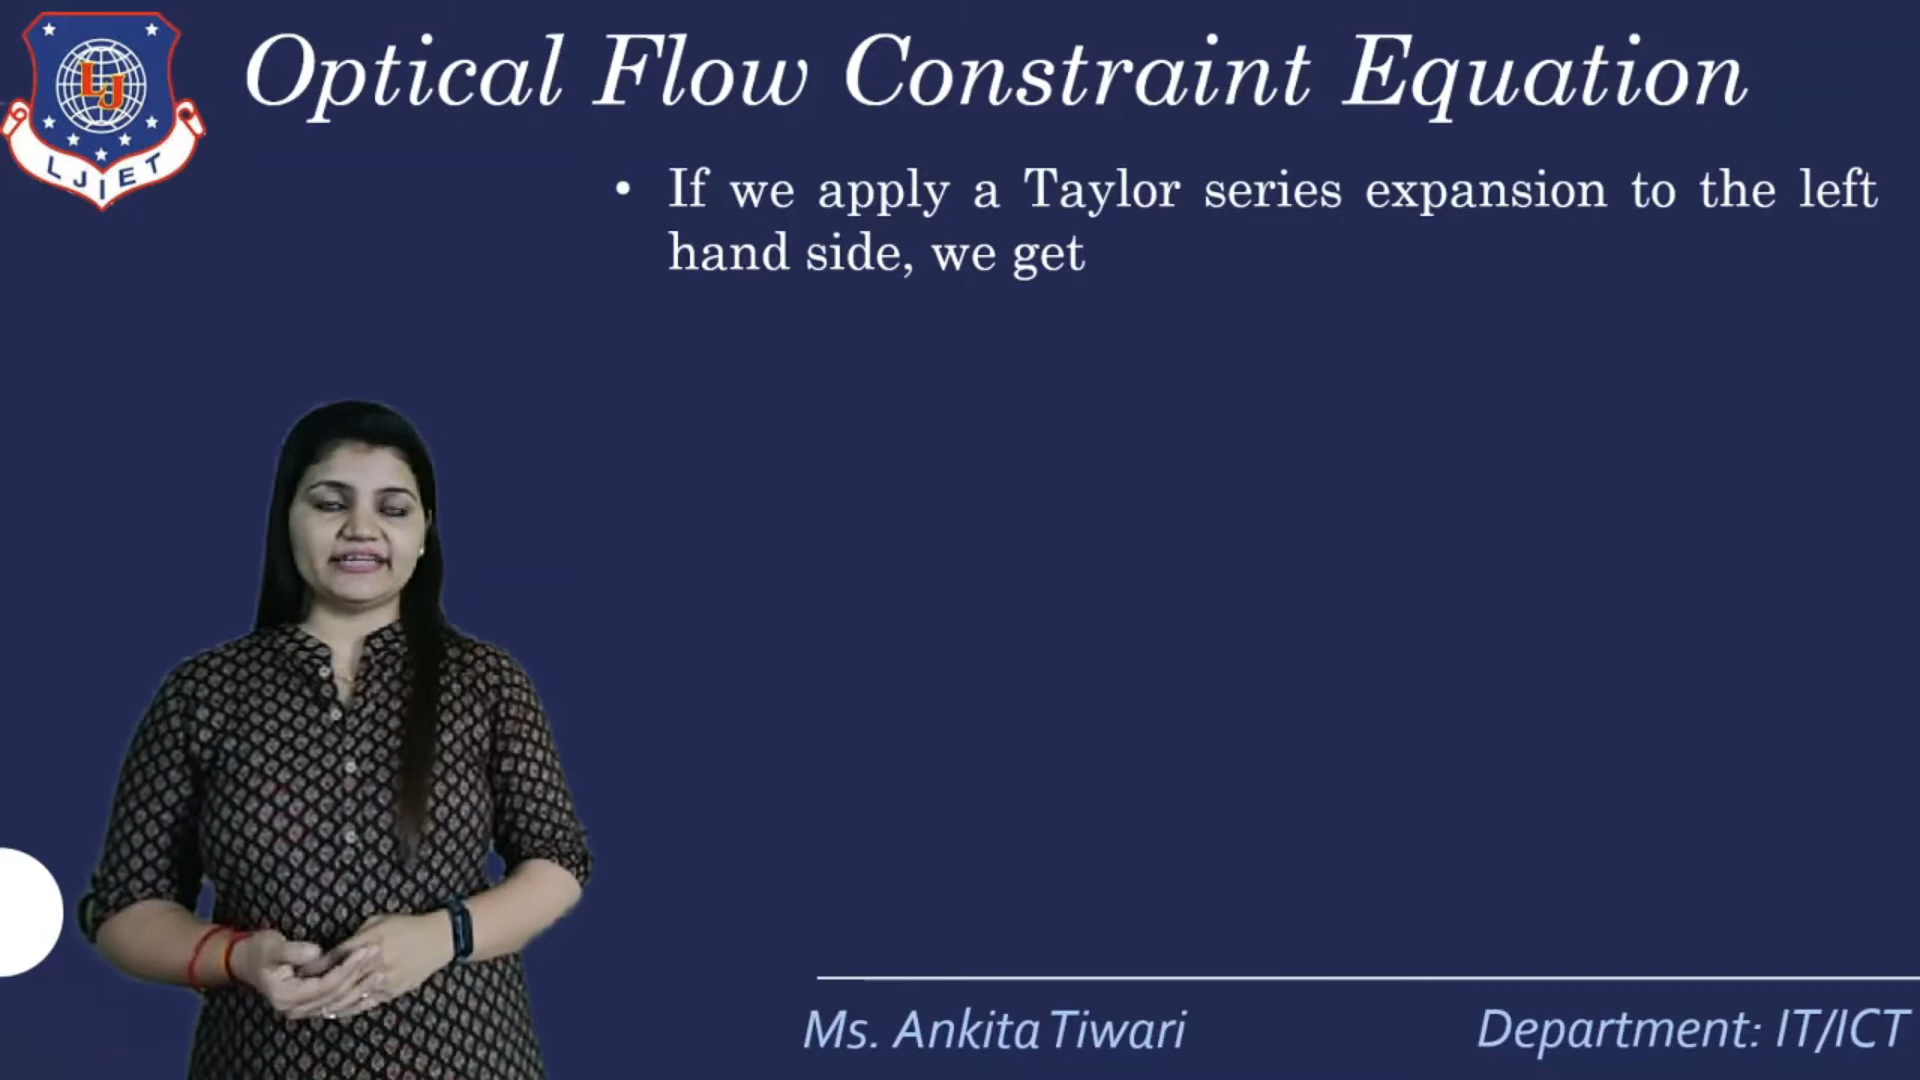 LJ
LJIET
Optical Flow Constraint Equation
• If we apply a Taylor series expansion to the left
hand side, we get
Ms. Ankita Tiwari
Department: IT/ICT